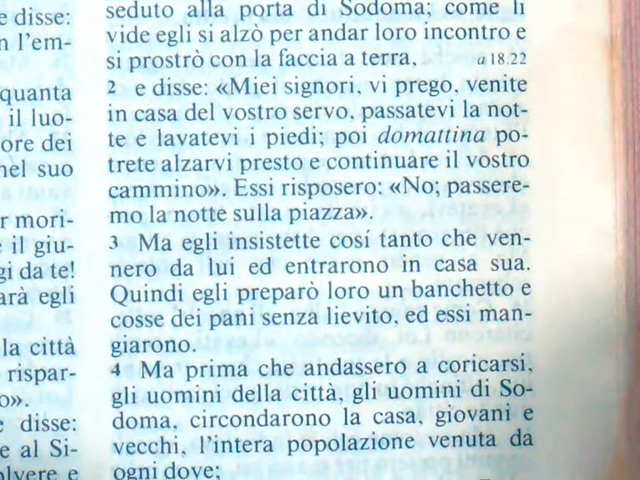 e disse:
n l'em-
quanta
il luo-
ore dei
nel suo
r mori-
e il giu-
gi da te!
arà egli
la città
rispar-
o».
e disse:
e al Si-
olvere e
seduto alla porta di Sodoma; come li
vide egli si alzò per andar loro incontro e
si prostrò con la faccia a terra, a 18.22
2 e disse: «Miei signori, vi prego, venite
in casa del vostro servo, passatevi la not-
te e lavatevi i piedi; poi domattina po-
trete alzarvi presto e continuare il vostro
cammino». Essi risposero: «No; passere-
mo la notte sulla piazza».
3 Ma egli insistette cosí tanto che ven-
nero da lui ed entrarono in casa sua.
Quindi egli preparò loro un banchetto e
cosse dei pani senza lievito, ed essi man-
giarono.
4 Ma prima che andassero a coricarsi,
gli uomini della città, gli uomini di So-
doma, circondarono la casa, giovani e
vecchi, l'intera popolazione venuta da
ogni dove;